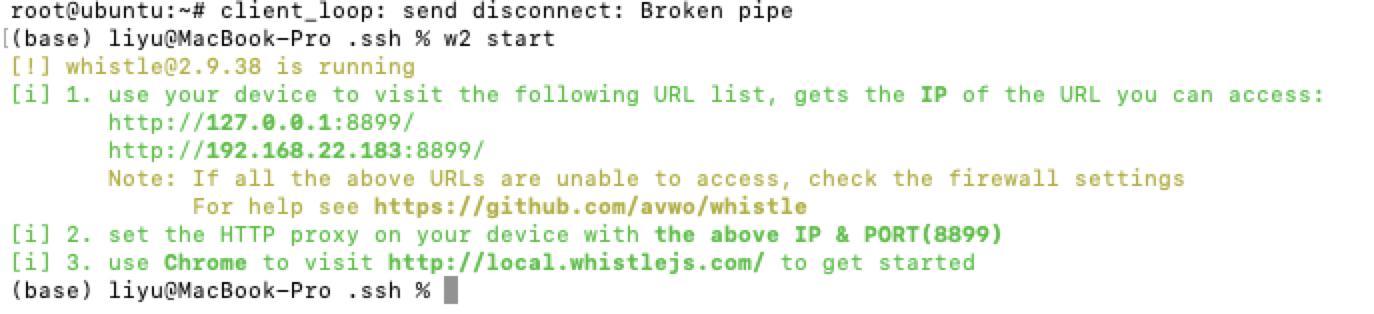 root@ubuntu:~# client_loop: send disconnect: Broken pipe
[(base) liyu@MacBook-Pro .ssh % w2 start
[!] whistle@2.9.38 is running
[i] 1. use your device to visit the following URL list, gets the IP of the URL you can access:
http://127.0.0.1:8899/
http://192.168.22.183:8899/
Note: If all the above URLs are unable to access, check the firewall settings
For help see https://github.com/avwo/whistle
[i] 2. set the HTTP proxy on your device with the above IP & PORT(8899)
[i] 3. use Chrome to visit http://local.whistlejs.com/ to get started
(base) liyu@MacBook-Pro .ssh %